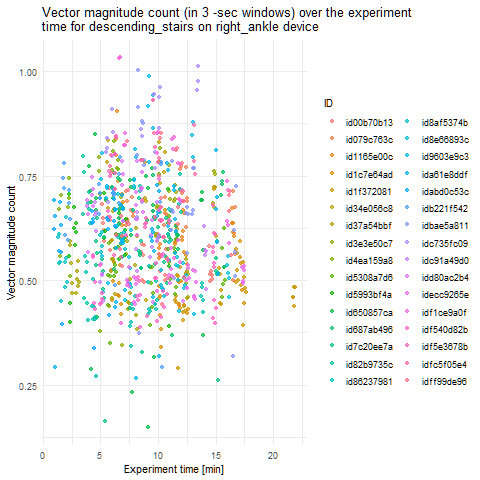 Vector magnitude count (in 3 -sec windows) over the experiment
time for descending_stairs on right_ankle device
Vector magnitude count
1.00
0.75
0.50
0.25
0
5
10
15
20
Experiment time [min]
ID
id00b70b13
id079c763c
id1165e00c
id1c7e64ad
id1f372081
id34e056c8
id37a54bbf
id3e3e50c7
id4ea159a8
id5308a7d6
id5993bf4a
id650857ca
id687ab496
id7c20ee7a
id82b9735c
id86237981
id8af5374b
id8e66893c
id9603e9c3
ida61e8ddf
idabd0c53c
idb221f542
idbae5a811
idc735fc09
idc91a49d0
idd80ac2b4
idecc9265e
idf1ce9a0f
idf540d82b
idf5e3678b
idfc5f05e4
idff99de96